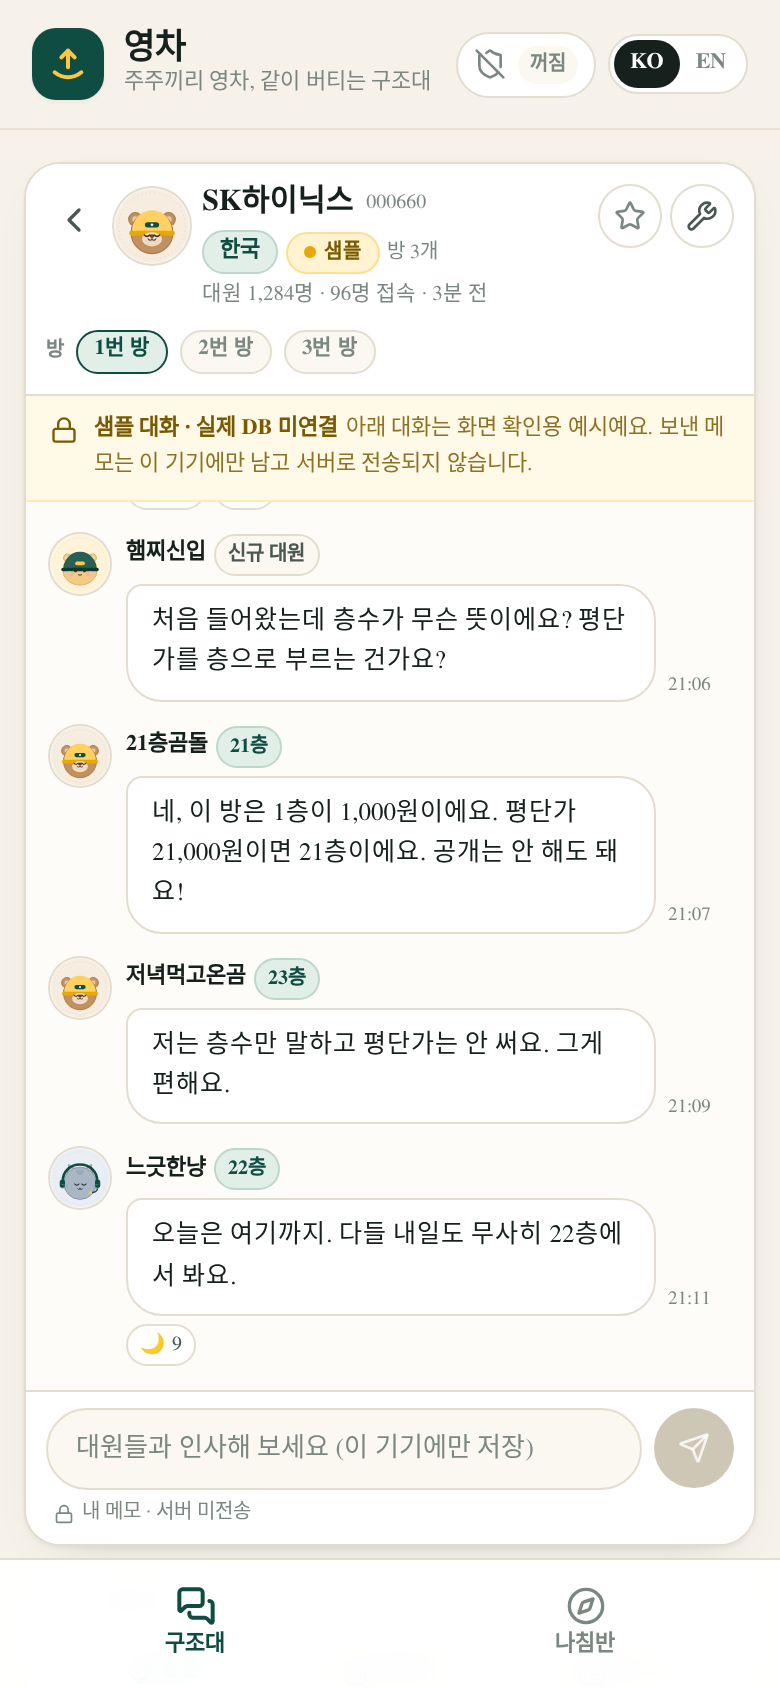 영차
주주끼리 영차, 같이 버티는 구조대
꺼짐
KO EN
SK하이닉스 000660
한국 샘플 방 3개
대원 1,284명 · 96명 접속 · 3분 전
방 1번 방 2번 방 3번 방
샘플 대화 · 실제 DB 미연결 아래 대화는 화면 확인용 예시예요. 보낸 메
모는 이 기기에만 남고 서버로 전송되지 않습니다.
햄찌신입 신규 대원
처음 들어왔는데 층수가 무슨 뜻이에요? 평단
가를 층으로 부르는 건가요?
21:06
21층곰돌 21층
네, 이 방은 1층이 1,000원이에요. 평단가
21,000원이면 21층이에요. 공개는 안 해도 돼
요!
21:07
저녁먹고온곰 23층
저는 층수만 말하고 평단가는 안 써요. 그게
편해요.
21:09
느긋한냥 22층
오늘은 여기까지. 다들 내일도 무사히 22층에
서 봐요.
21:11
🌙 9
대원들과 인사해 보세요 (이 기기에만 저장)
내 메모 · 서버 미전송
구조대 나침반